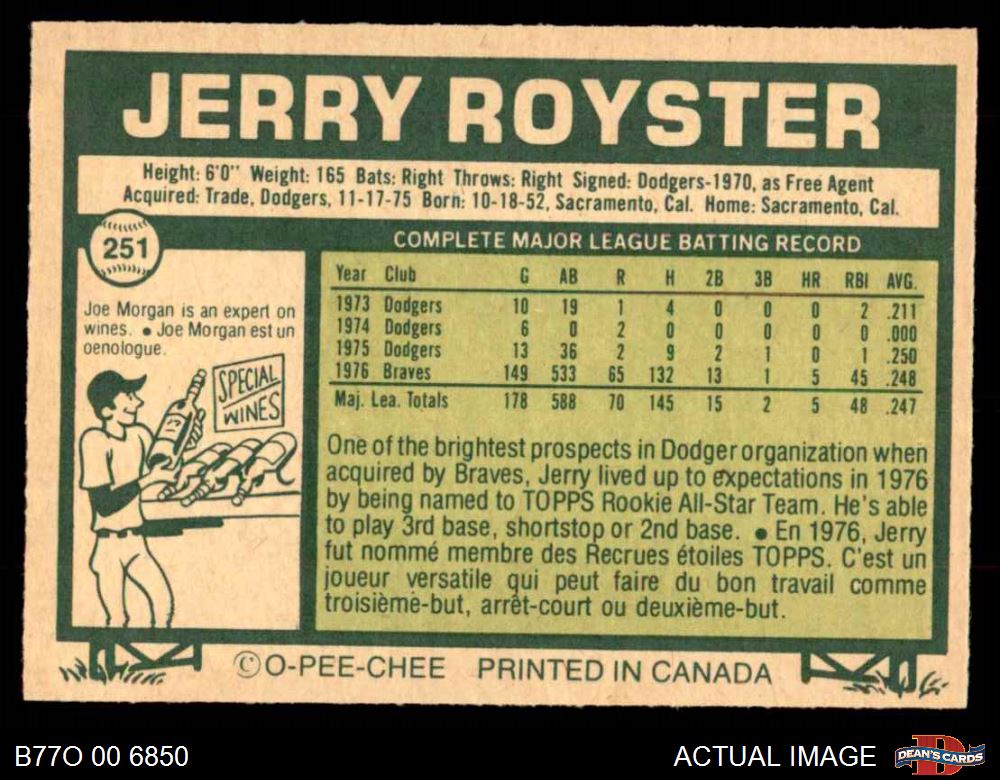 JERRY ROYSTER
Height: 6'0" Weight: 165 Bats: Right Throws: Right Signed: Dodgers-1970, as Free Agent
Acquired: Trade, Dodgers, 11-17-75 Born: 10-18-52, Sacramento, Cal. Home: Sacramento, Cal.
251
Joe Morgan is an expert on
wines. ● Joe Morgan est un
oenologue.
SPECIAL
WINES
COMPLETE MAJOR LEAGUE BATTING RECORD
Year Club G AB R H 2B 3B HR RBI AVG.
1973 Dodgers 10 19 1 4 0 0 0 2 .211
1974 Dodgers 6 0 2 0 0 0 0 0 .000
1975 Dodgers 13 36 2 9 2 1 0 1 .250
1976 Braves 149 533 65 132 13 1 5 45 .248
Maj. Lea. Totals 178 588 70 145 15 2 5 48 .247
One of the brightest prospects in Dodger organization when
acquired by Braves, Jerry lived up to expectations in 1976
by being named to TOPPS Rookie All-Star Team. He's able
to play 3rd base, shortstop or 2nd base. ● En 1976, Jerry
fut nommé membre des Recrues étoiles TOPPS. C'est un
joueur versatile qui peut faire du bon travail comme
troisième-but, arrêt-court ou deuxième-but.
©O-PEE-CHEE PRINTED IN CANADA
B77O 00 6850
ACTUAL IMAGE
D
DEAN'S CARDS